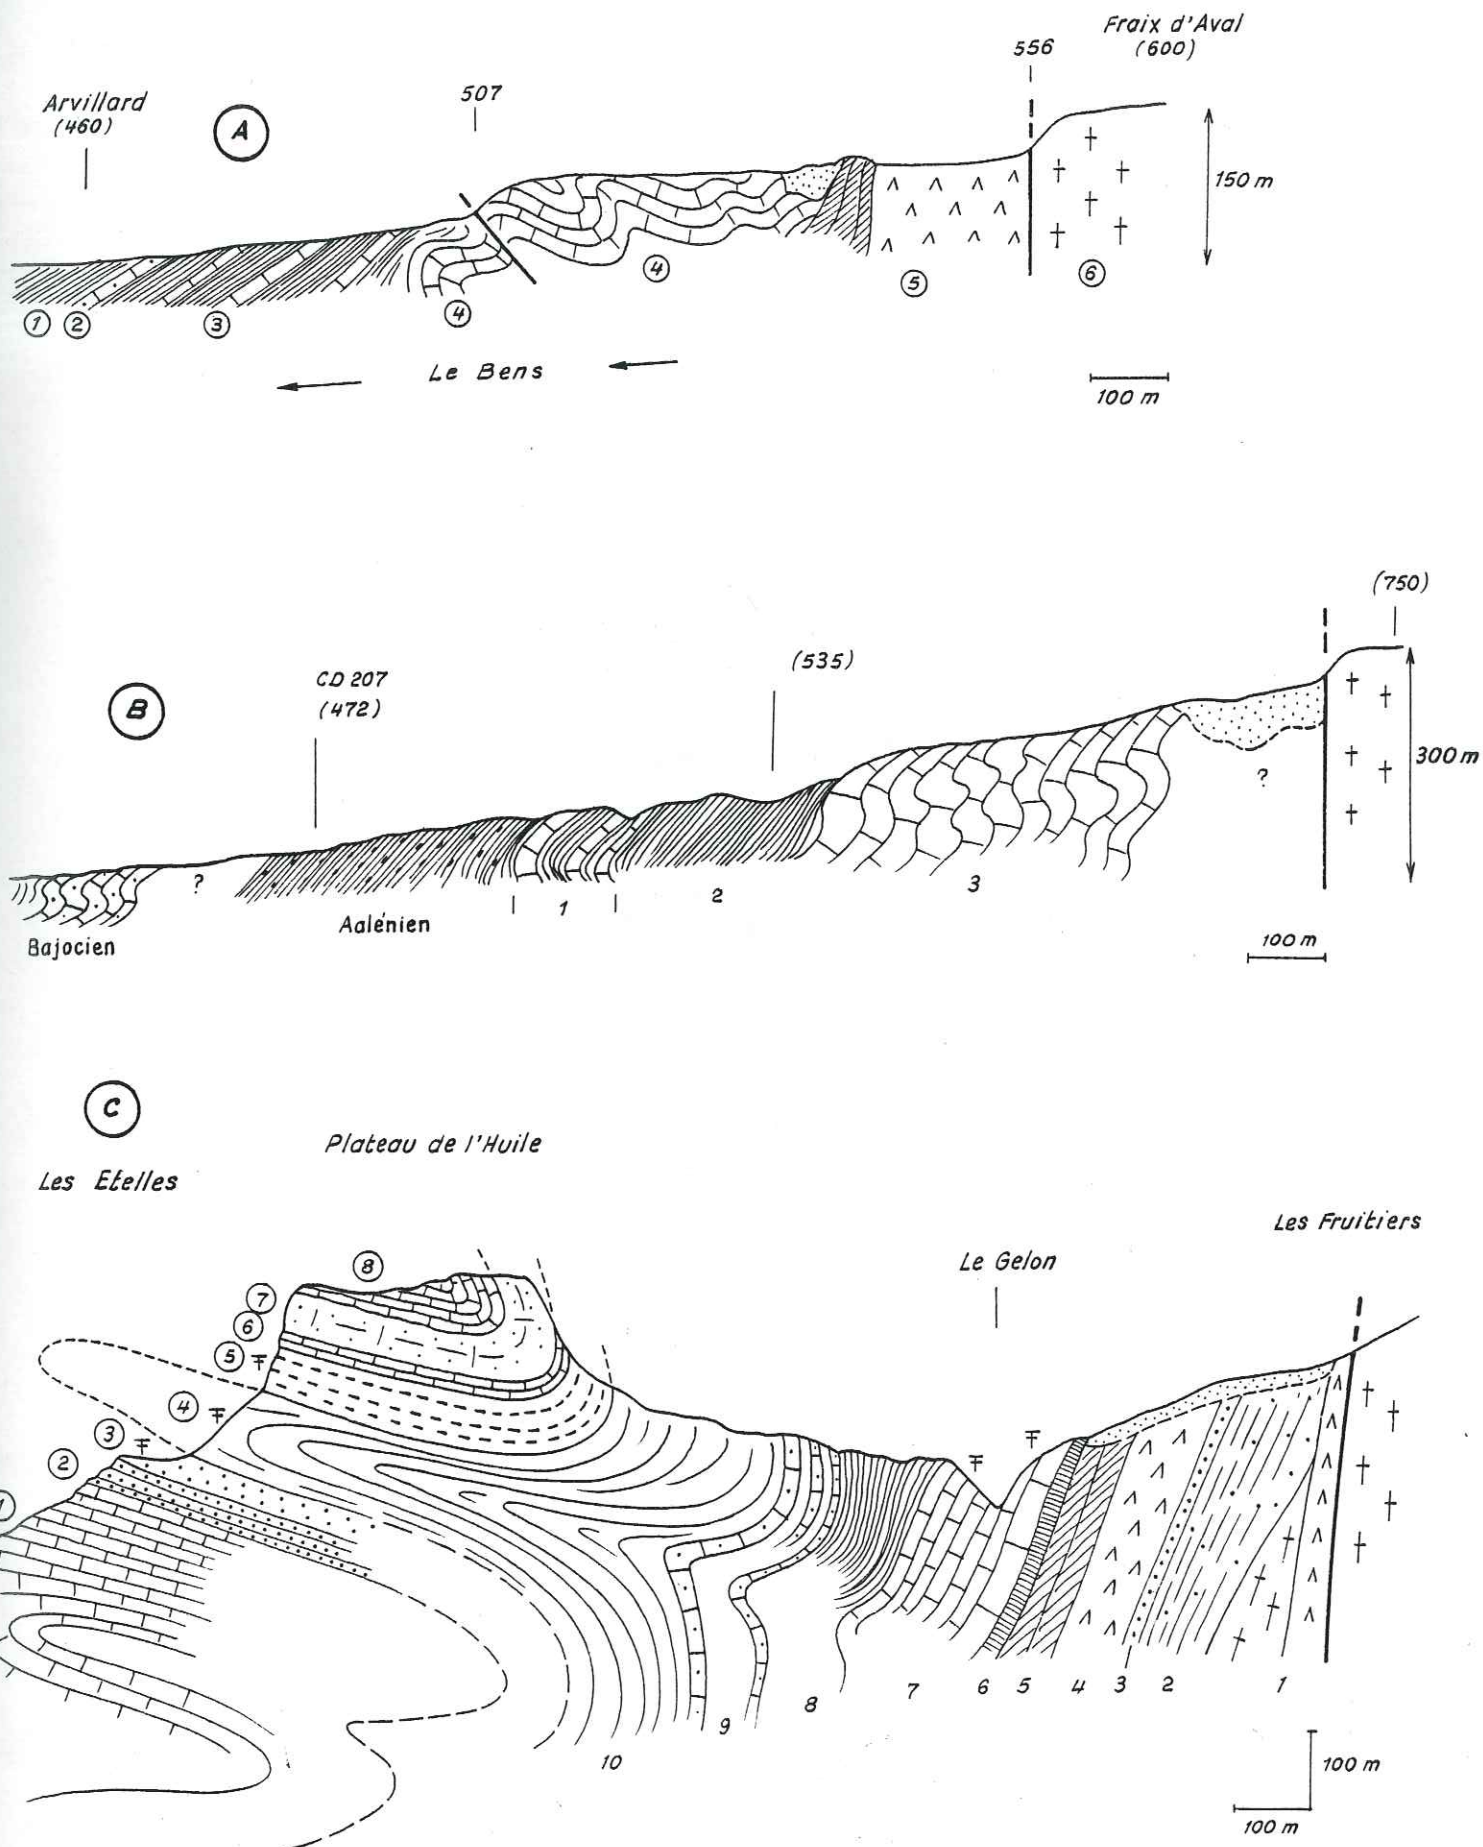 Fraix d'Aval
(600)
556
Arvillard
(460)
A
507
150 m
1
2
3
4
4
5
6
Le Bens
100 m
(750)
(535)
CD 207
(472)
B
300 m
?
?
Bajocien
Aalénien
1
2
3
100 m
C
Plateau de l'Huile
Les Etelles
Les Fruitiers
Le Gelon
8
7
6
5
4
3
2
1
10
9
8
7
6
5
4
3
2
1
100 m
100 m